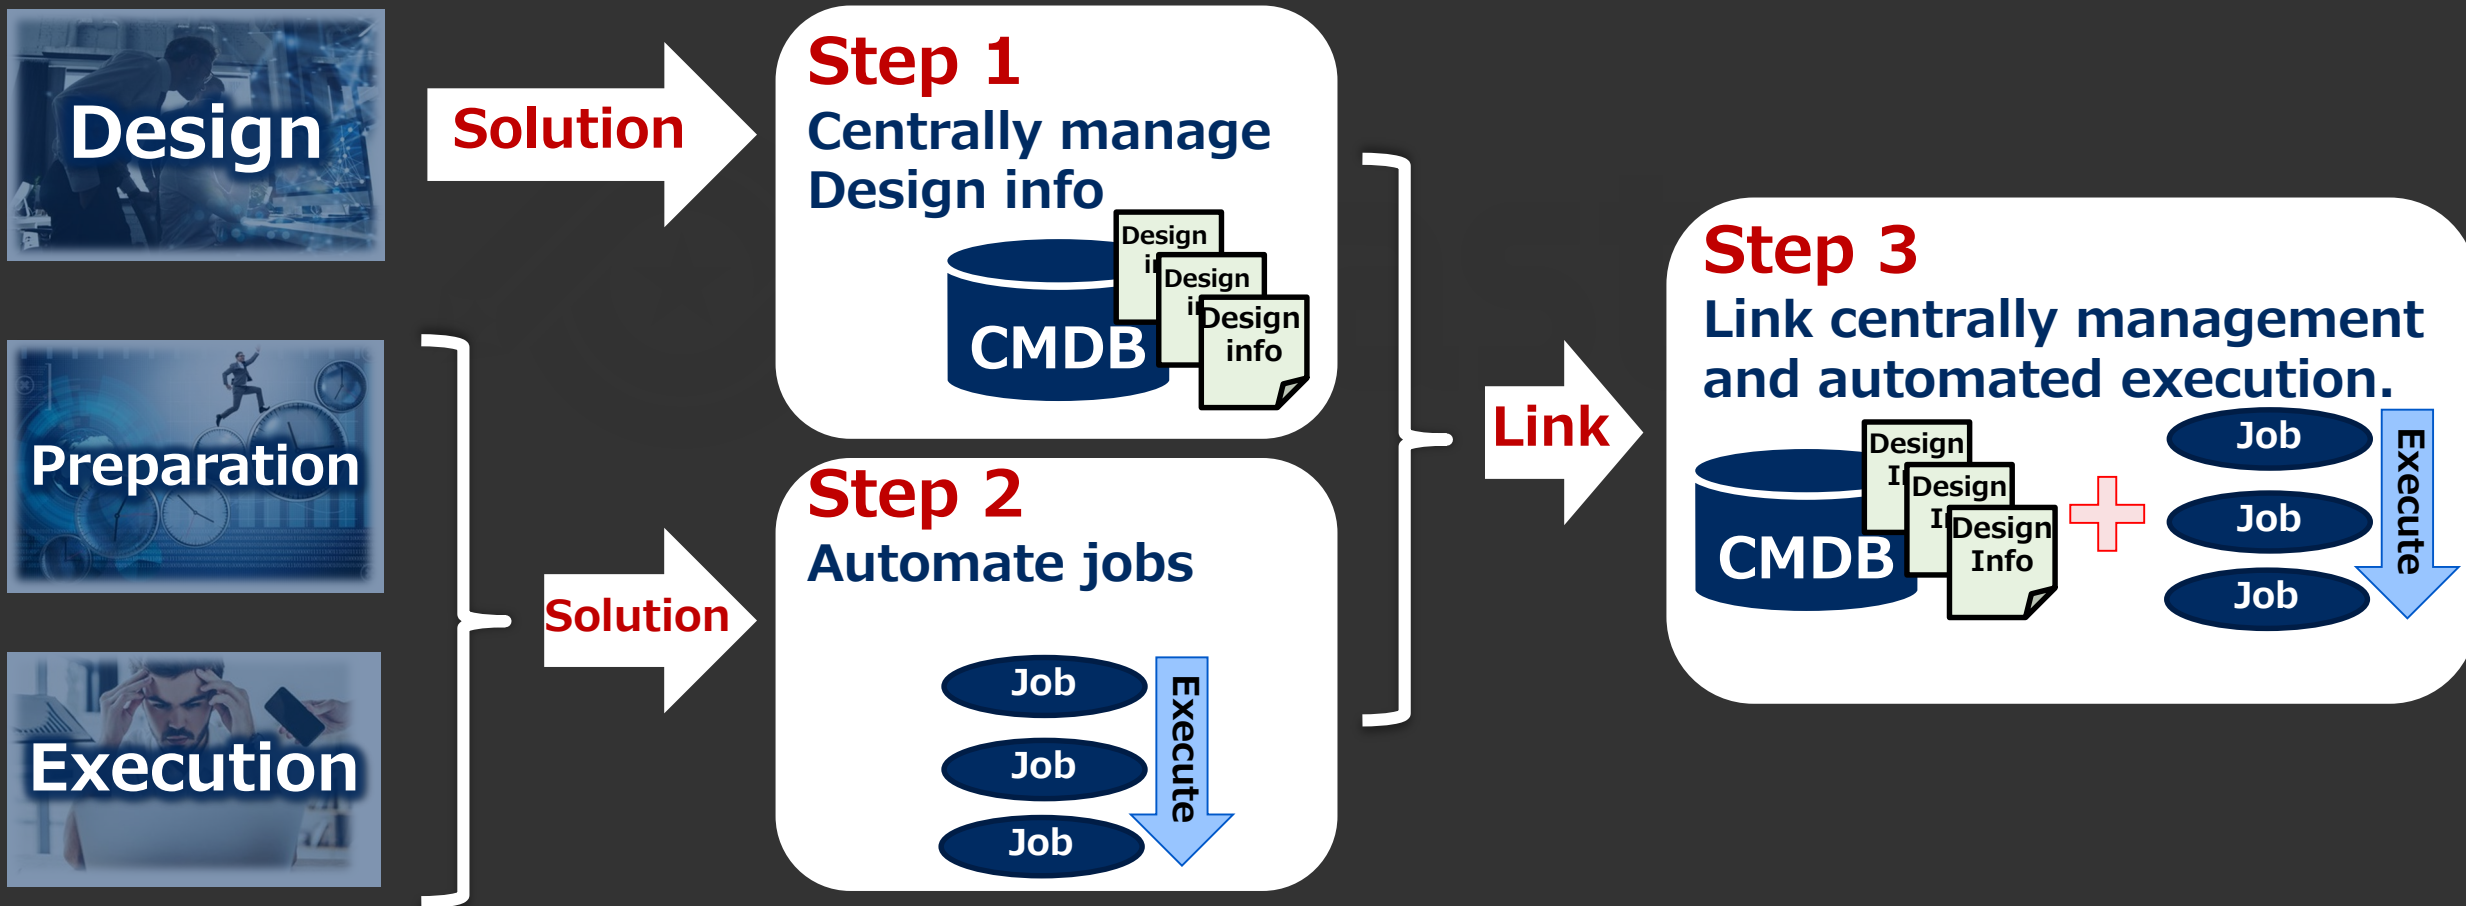 Design
Solution
Step 1
Centrally manage
Design info
Design
Design
Design
info
CMDB
Preparation
Execution
Solution
Step 2
Automate jobs
Job
Job
Job
Execute
Link
Step 3
Link centrally management
and automated execution.
Design
Design
Design
Info
CMDB
Job
Job
Job
Execute